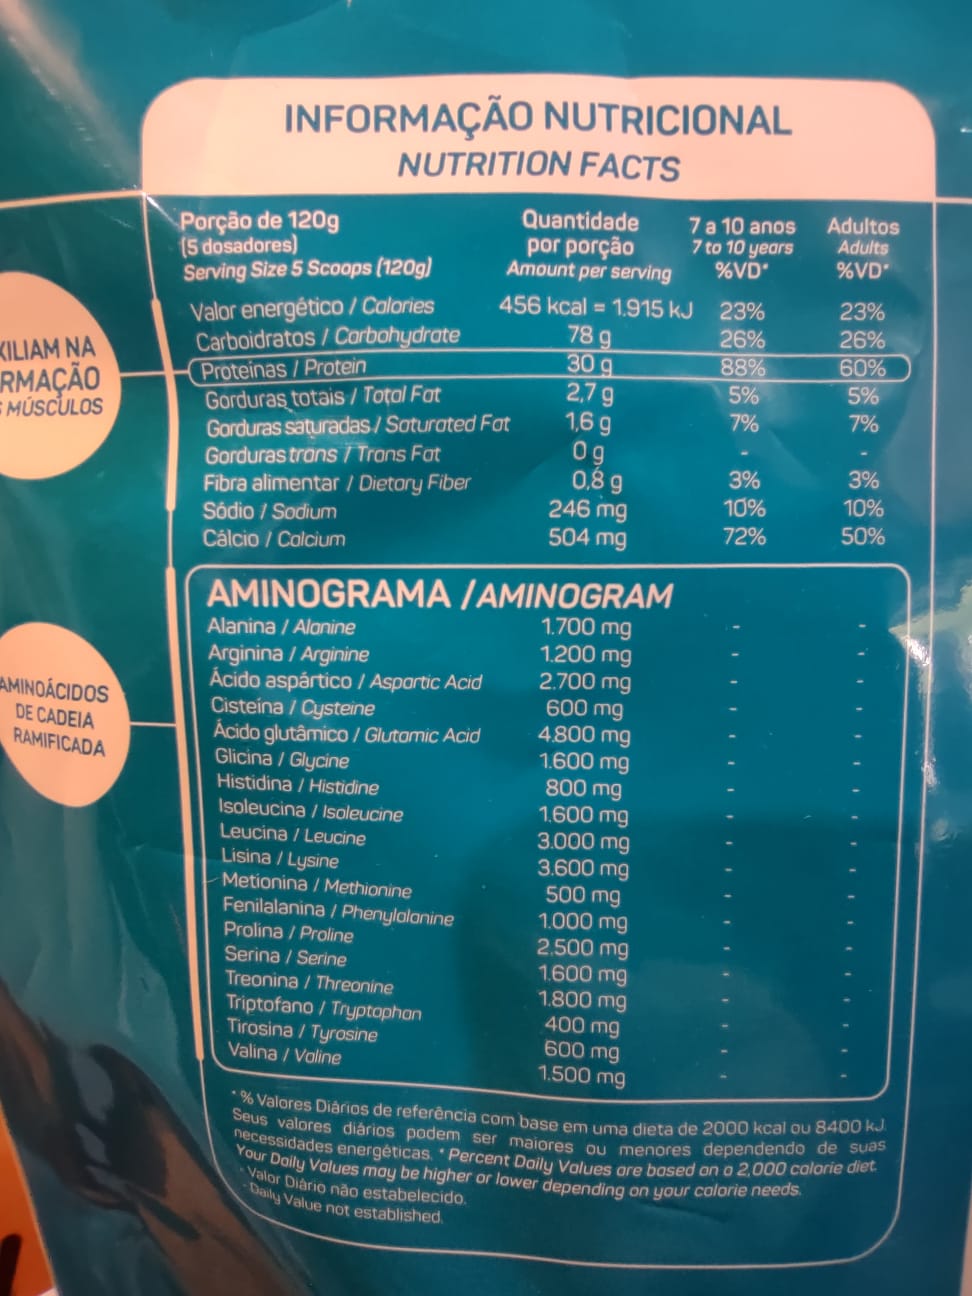 INFORMAÇÃO NUTRICIONAL
NUTRITION FACTS
Porção de 120g
(5 dosadores)
Serving Size 5 Scoops (120g)
Quantidade
por porção
Amount per serving
7 a 10 anos
7 to 10 years
%VD*
Adultos
Adults
%VD*
Valor energético / Calories 456 kcal = 1.915 kJ 23% 23%
Carboidratos / Carbohydrate 78 g 26% 26%
Proteínas / Protein 30 g 88% 60%
Gorduras totais / Total Fat 2,7 g 5% 5%
Gorduras saturadas / Saturated Fat 1,6 g 7% 7%
Gorduras trans / Trans Fat 0 g - -
Fibra alimentar / Dietary Fiber 0,8 g 3% 3%
Sódio / Sodium 246 mg 10% 10%
Cálcio / Calcium 504 mg 72% 50%
XILIAM NA
RMAÇÃO
MÚSCULOS
AMINOGRAMA / AMINOGRAM
Alanina / Alanine 1.700 mg - -
Arginina / Arginine 1.200 mg - -
Ácido aspártico / Aspartic Acid 2.700 mg - -
Cisteína / Cysteine 600 mg - -
Ácido glutâmico / Glutamic Acid 4.800 mg - -
Glicina / Glycine 1.600 mg - -
Histidina / Histidine 800 mg - -
Isoleucina / Isoleucine 1.600 mg - -
Leucina / Leucine 3.000 mg - -
Lisina / Lysine 3.600 mg - -
Metionina / Methionine 500 mg - -
Fenilalanina / Phenylalanine 1.000 mg - -
Prolina / Proline 2.500 mg - -
Serina / Serine 1.600 mg - -
Treonina / Threonine 1.800 mg - -
Triptofano / Tryptophan 400 mg - -
Tirosina / Tyrosine 600 mg - -
Valina / Valine 1.500 mg - -
AMINOÁCIDOS
DE CADEIA
RAMIFICADA
* % Valores Diários de referência com base em uma dieta de 2000 kcal ou 8400 kJ.
Seus valores diários podem ser maiores ou menores dependendo de suas
necessidades energéticas. * Percent Daily Values are based on a 2,000 calorie diet.
Your Daily Values may be higher or lower depending on your calorie needs.
- Valor Diário não estabelecido.
- Daily Value not established.